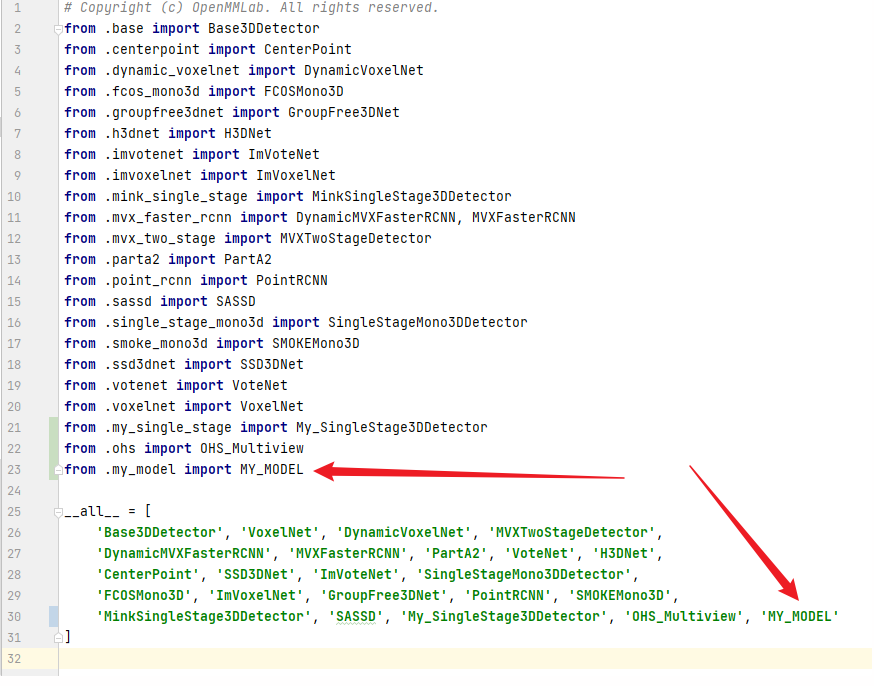 1 # Copyright (c) OpenMMLab. All rights reserved.
2 from .base import Base3DDetector
3 from .centerpoint import CenterPoint
4 from .dynamic_voxelnet import DynamicVoxelNet
5 from .fcos_mono3d import FCOSMono3D
6 from .groupfree3dnet import GroupFree3DNet
7 from .h3dnet import H3DNet
8 from .imvotenet import ImVoteNet
9 from .imvoxelnet import ImVoxelNet
10 from .mink_single_stage import MinkSingleStage3DDetector
11 from .mvx_faster_rcnn import DynamicMVXFasterRCNN, MVXFasterRCNN
12 from .mvx_two_stage import MVXTwoStageDetector
13 from .parta2 import PartA2
14 from .point_rcnn import PointRCNN
15 from .sassd import SASSD
16 from .single_stage_mono3d import SingleStageMono3DDetector
17 from .smoke_mono3d import SMOKEMono3D
18 from .ssd3dnet import SSD3DNet
19 from .votenet import VoteNet
20 from .voxelnet import VoxelNet
21 from .my_single_stage import My_SingleStage3DDetector
22 from .ohs import OHS_Multiview
23 from .my_model import MY_MODEL
24
25 __all__ = [
26     'Base3DDetector', 'VoxelNet', 'DynamicVoxelNet', 'MVXTwoStageDetector',
27     'DynamicMVXFasterRCNN', 'MVXFasterRCNN', 'PartA2', 'VoteNet', 'H3DNet',
28     'CenterPoint', 'SSD3DNet', 'ImVoteNet', 'SingleStageMono3DDetector',
29     'FCOSMono3D', 'ImVoxelNet', 'GroupFree3DNet', 'PointRCNN', 'SMOKEMono3D',
30     'MinkSingleStage3DDetector', 'SASSD', 'My_SingleStage3DDetector', 'OHS_Multiview', 'MY_MODEL'
31 ]
32